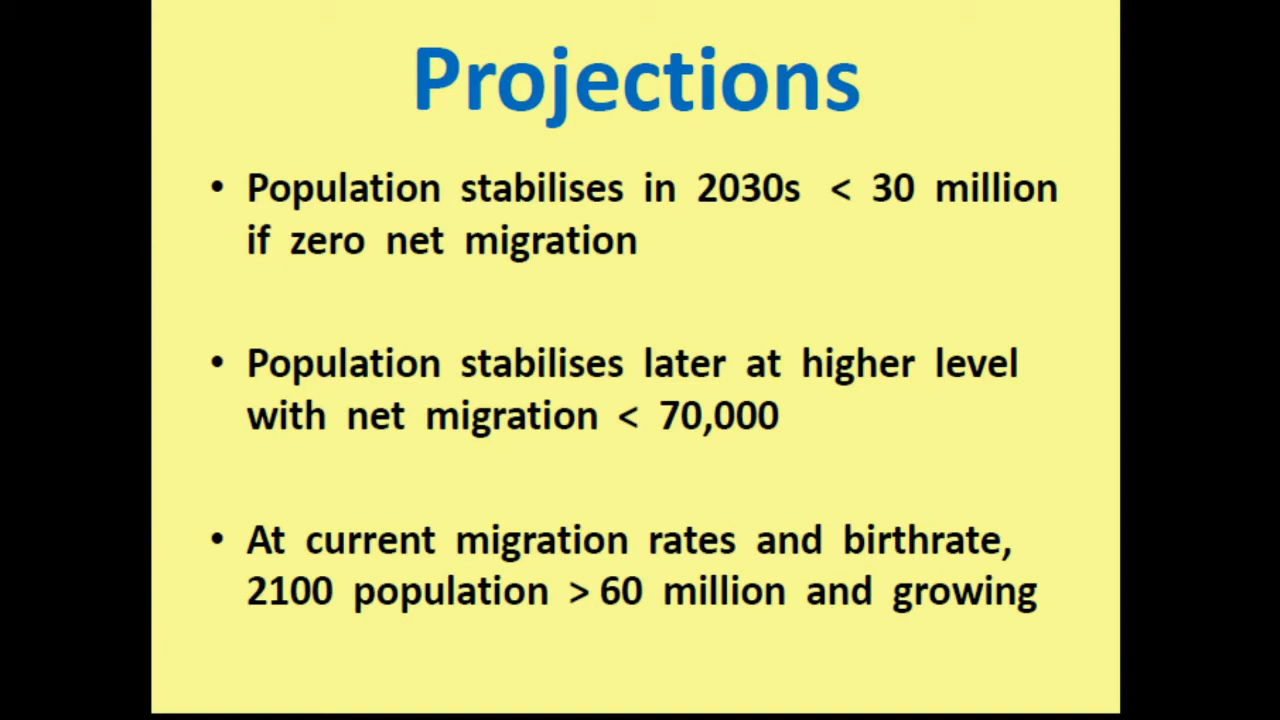 Projections
• Population stabilises in 2030s < 30 million
if zero net migration
• Population stabilises later at higher level
with net migration < 70,000
• At current migration rates and birthrate,
2100 population > 60 million and growing